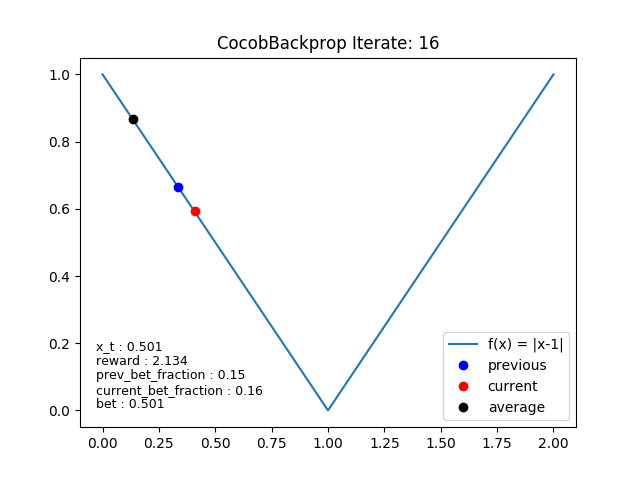 CocobBackprop Iterate: 16
1.0
0.8
0.6
0.4
0.2
0.0
x_t : 0.501
reward : 2.134
prev_bet_fraction : 0.15
current_bet_fraction : 0.16
bet : 0.501
f(x) = |x-1|
previous
current
average
0.00 0.25 0.50 0.75 1.00 1.25 1.50 1.75 2.00